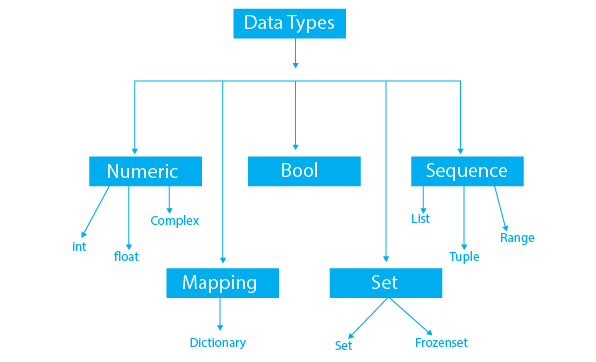 Data Types
Numeric
Bool
Sequence
int
float
Complex
List
Tuple
Range
Mapping
Set
Dictionary
Set
Frozenset